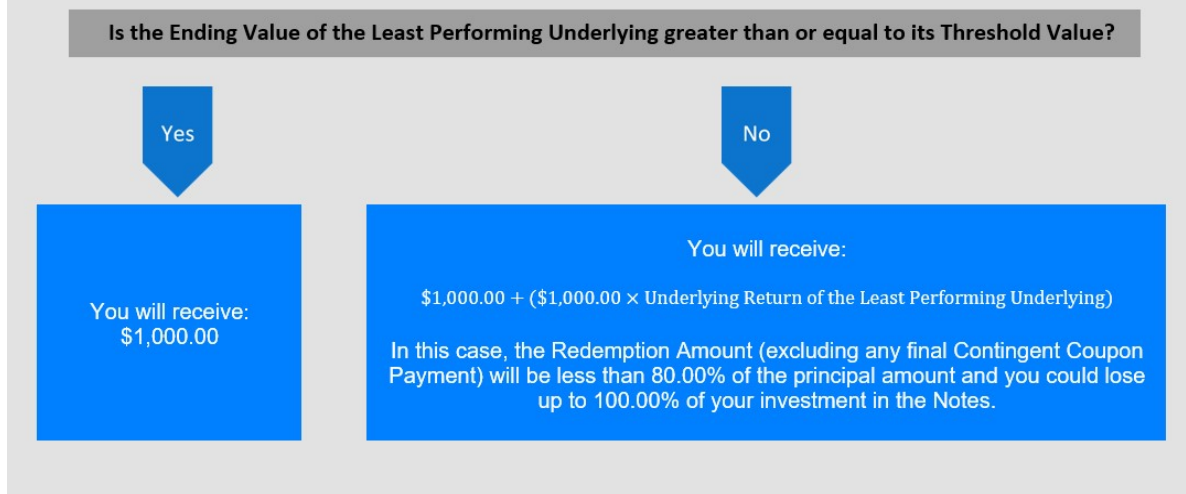 Is the Ending Value of the Least Performing Underlying greater than or equal to its Threshold Value?
Yes
No
You will receive:
$1,000.00
You will receive:
$1,000.00 + ($1,000.00 × Underlying Return of the Least Performing Underlying)
In this case, the Redemption Amount (excluding any final Contingent Coupon
Payment) will be less than 80.00% of the principal amount and you could lose
up to 100.00% of your investment in the Notes.